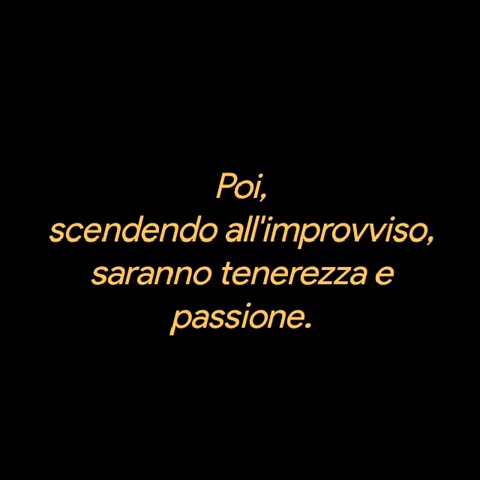 Poi,
scendendo all'improvviso,
saranno tenerezza e
passione.